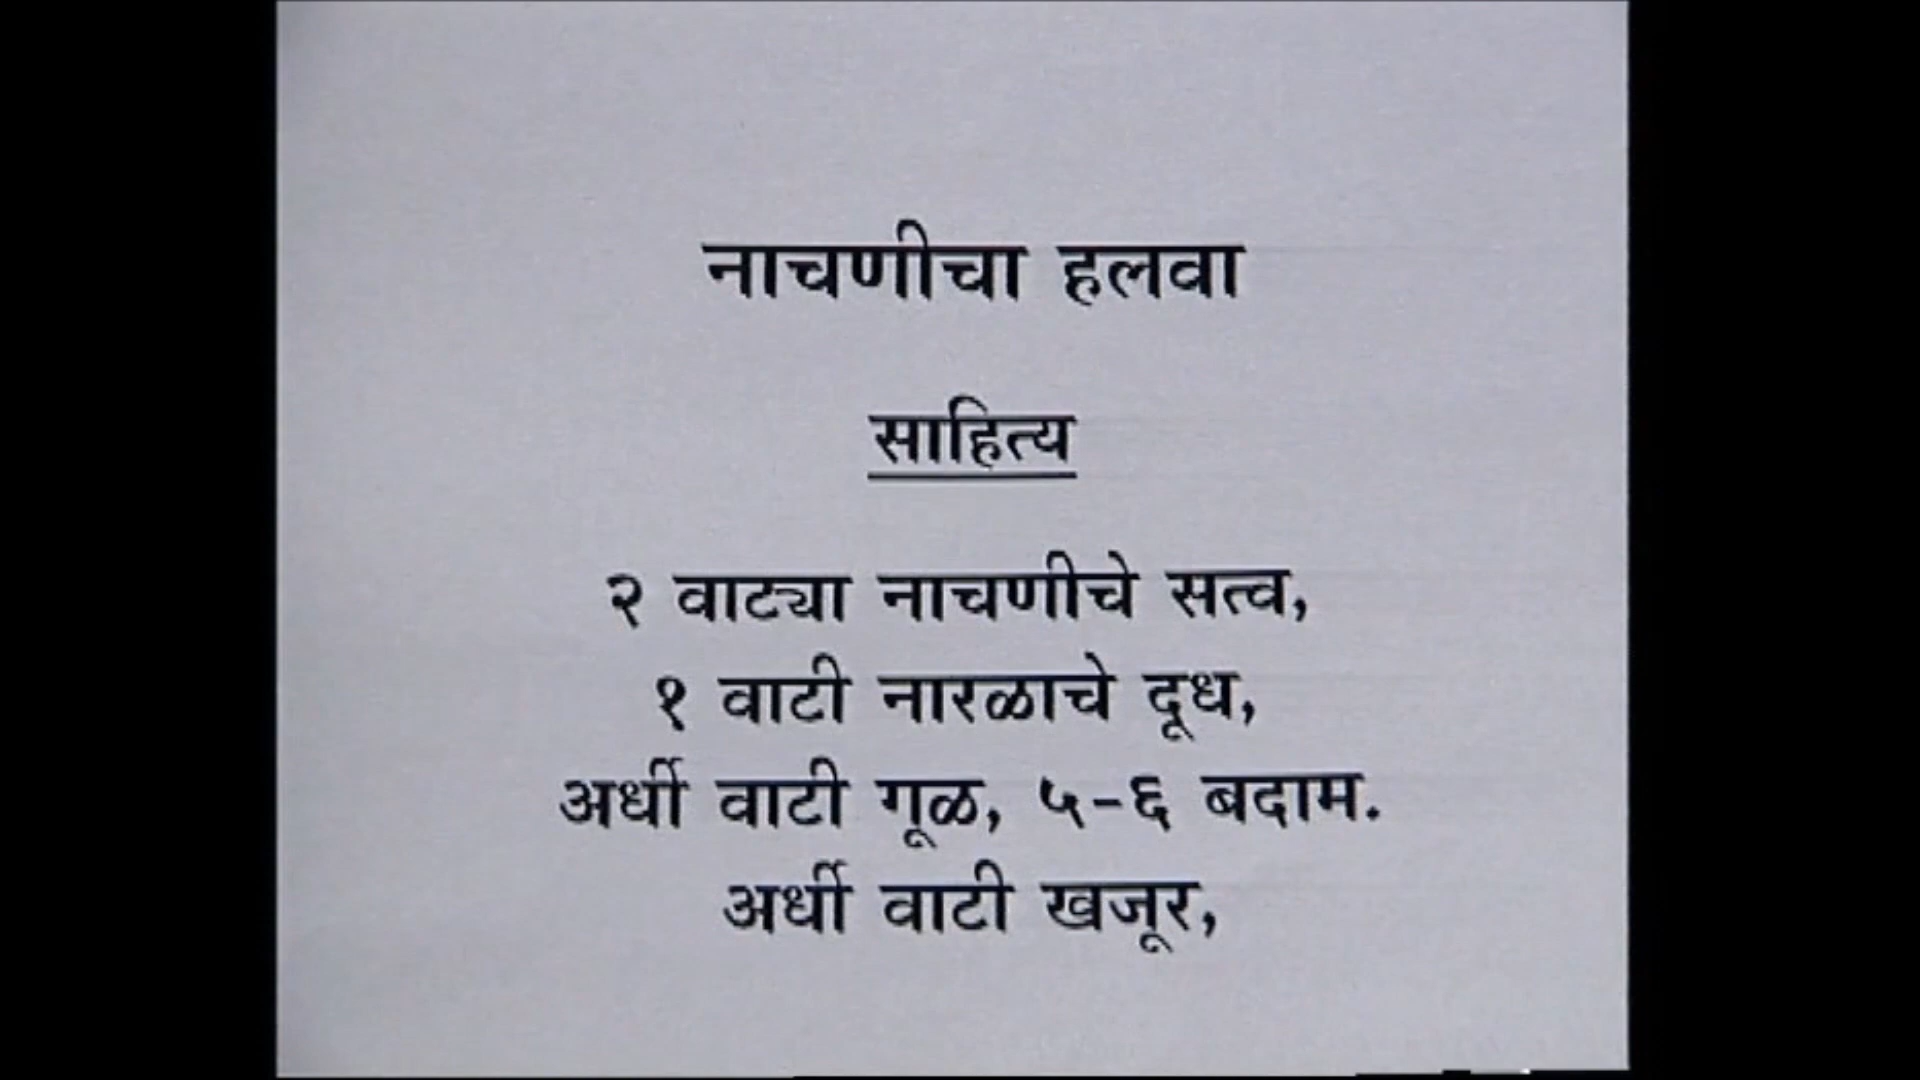 नाचणीचा हलवा
साहित्य
२ वाट्या नाचणीचे सत्व,
१ वाटी नारळाचे दूध,
अर्धी वाटी गूळ, ५-६ बदाम.
अर्धी वाटी खजूर,